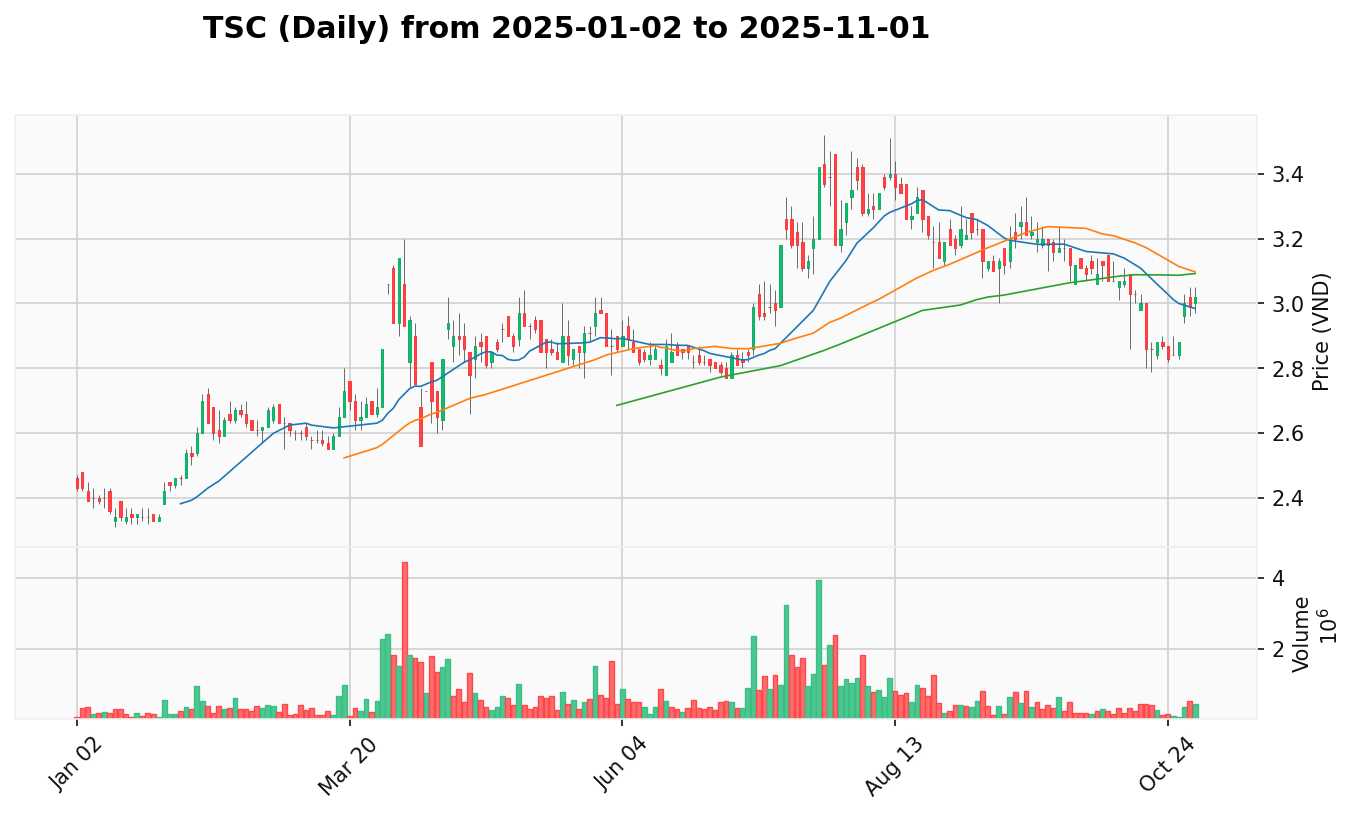 TSC (Daily) from 2025-01-02 to 2025-11-01
3.4
3.2
3.0
2.8
2.6
2.4
Price (VND)
4
2
Volume
10^6
Jan 02
Mar 20
Jun 04
Aug 13
Oct 24